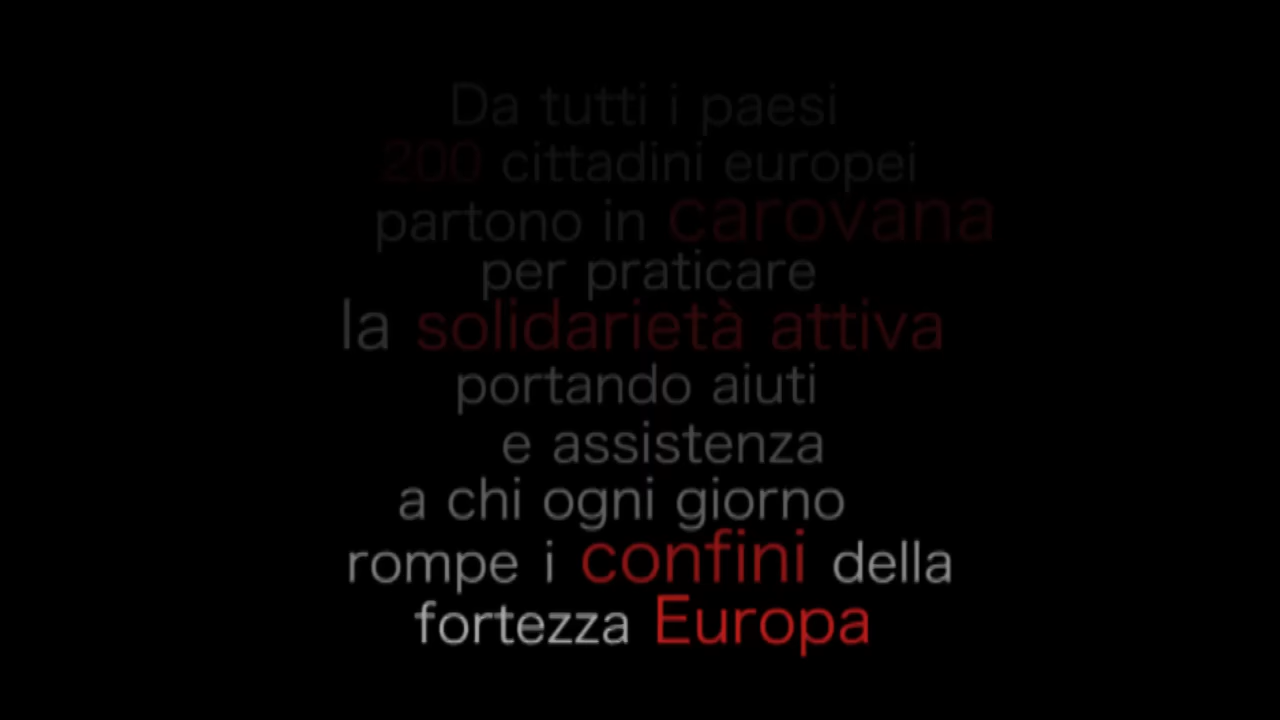 Da tutti i paesi
200 cittadini europei
partono in carovana
per praticare
la solidarietà attiva
portando aiuti
e assistenza
a chi ogni giorno
rompe i confini della
fortezza Europa